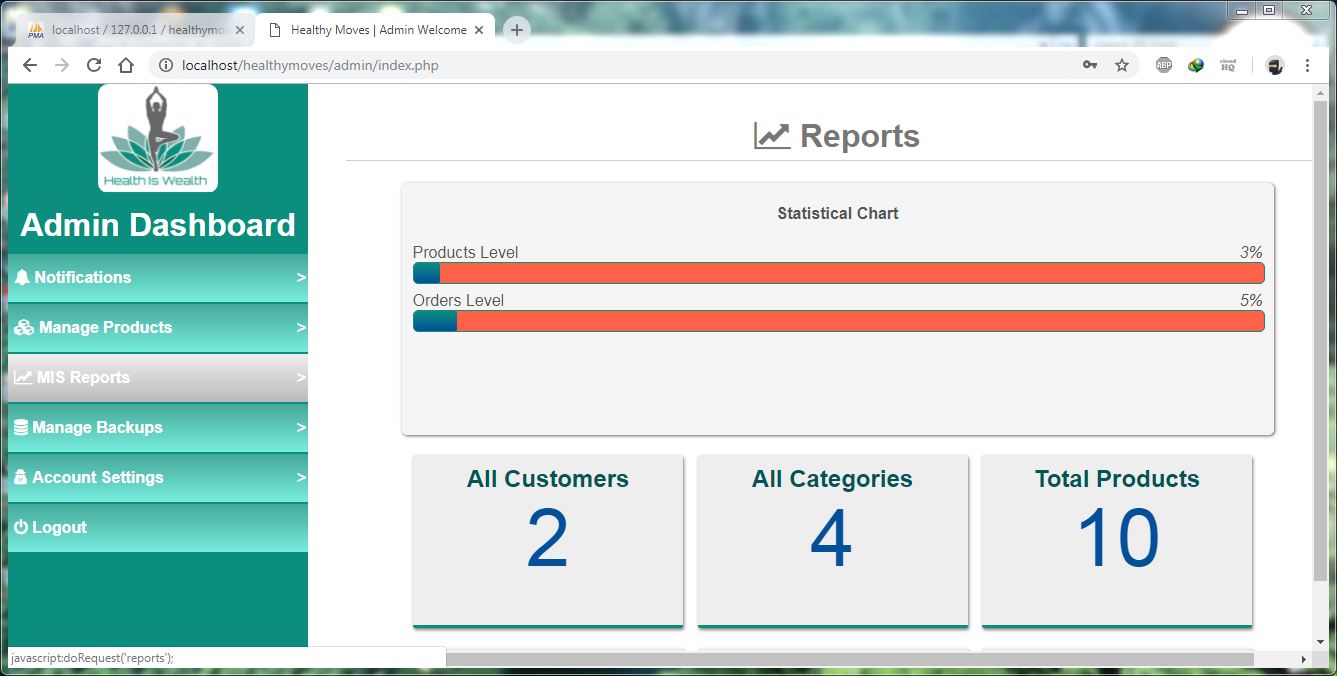 localhost / 127.0.0.1 / healthymo
Healthy Moves | Admin Welcome
localhost/healthymoves/admin/index.php
PMA
ABP
cloud
HQ
Health Is Wealth
Admin Dashboard
Notifications >
Manage Products >
MIS Reports >
Manage Backups >
Account Settings >
Logout
Reports
Statistical Chart
Products Level 3%
Orders Level 5%
All Customers
2
All Categories
4
Total Products
10
javascript:doRequest('reports');